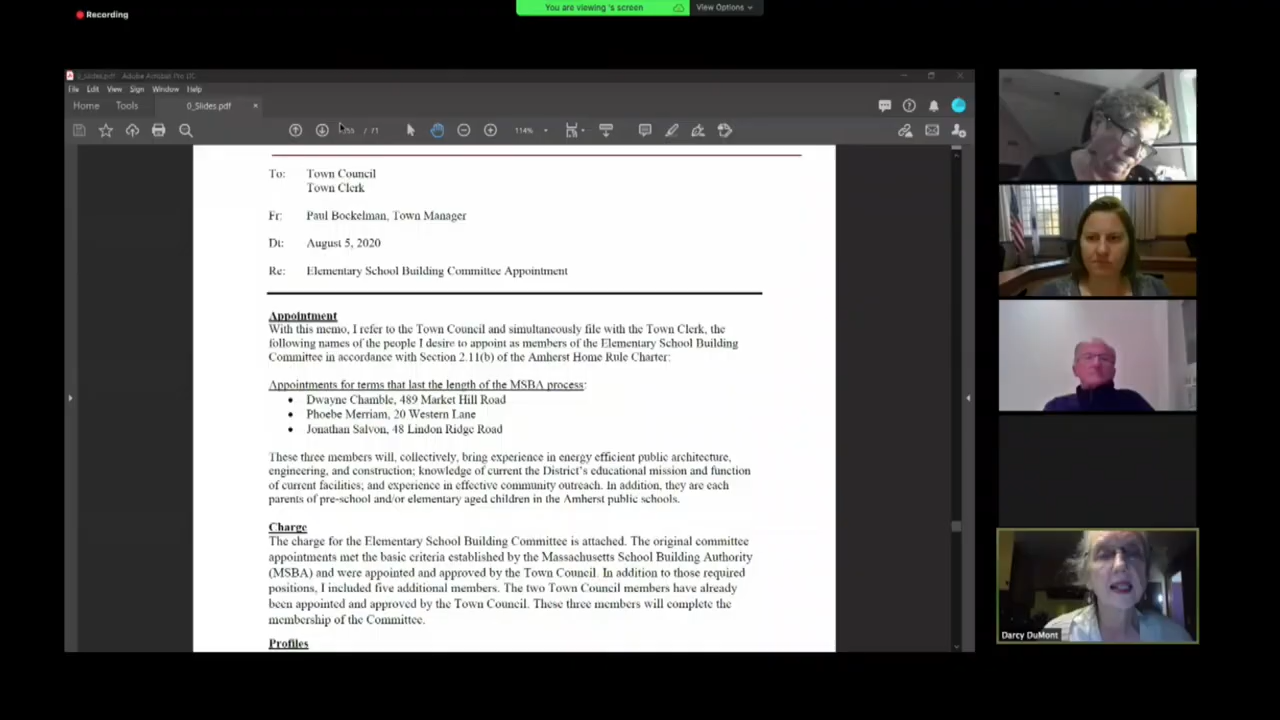 Recording
You are viewing 's screen
View Options
0_Slides.pdf - Adobe Acrobat Pro DC
File Edit View Sign Window Help
Home Tools 0_Slides.pdf
/ 71 114%
To: Town Council
Town Clerk
Fr: Paul Bockelman, Town Manager
Dt: August 5, 2020
Re: Elementary School Building Committee Appointment
Appointment
With this memo, I refer to the Town Council and simultaneously file with the Town Clerk, the
following names of the people I desire to appoint as members of the Elementary School Building
Committee in accordance with Section 2.11(b) of the Amherst Home Rule Charter:
Appointments for terms that last the length of the MSBA process:
• Dwayne Chamble, 489 Market Hill Road
• Phoebe Merriam, 20 Western Lane
• Jonathan Salvon, 48 Lindon Ridge Road
These three members will, collectively, bring experience in energy efficient public architecture,
engineering, and construction; knowledge of current the District's educational mission and function
of current facilities; and experience in effective community outreach. In addition, they are each
parents of pre-school and/or elementary aged children in the Amherst public schools.
Charge
The charge for the Elementary School Building Committee is attached. The original committee
appointments met the basic criteria established by the Massachusetts School Building Authority
(MSBA) and were appointed and approved by the Town Council. In addition to those required
positions, I included five additional members. The two Town Council members have already
been appointed and approved by the Town Council. These three members will complete the
membership of the Committee.
Profiles
Darcy DuMont